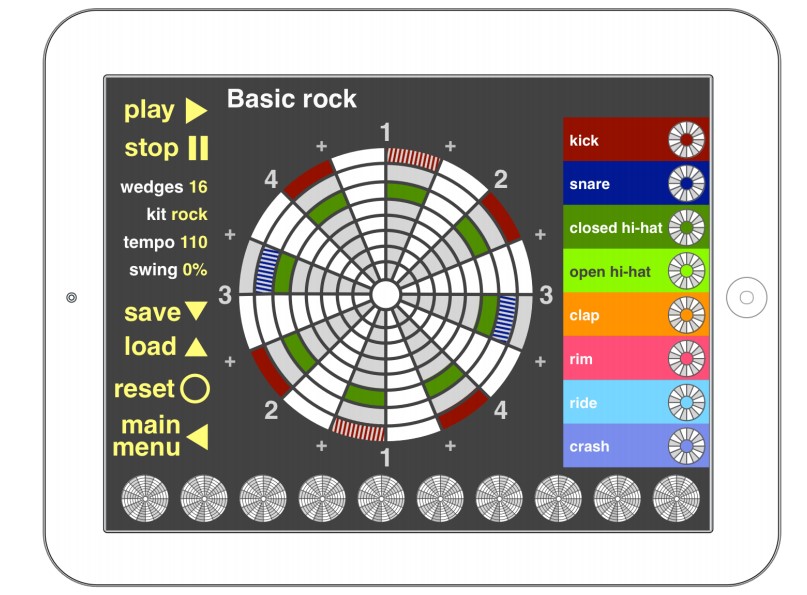 Basic rock
play
stop
wedges 16
kit rock
tempo 110
swing 0%
save
load
reset
main
menu
1
+
2
+
3
+
4
+
1
+
2
+
3
+
4
+
kick
snare
closed hi-hat
open hi-hat
clap
rim
ride
crash